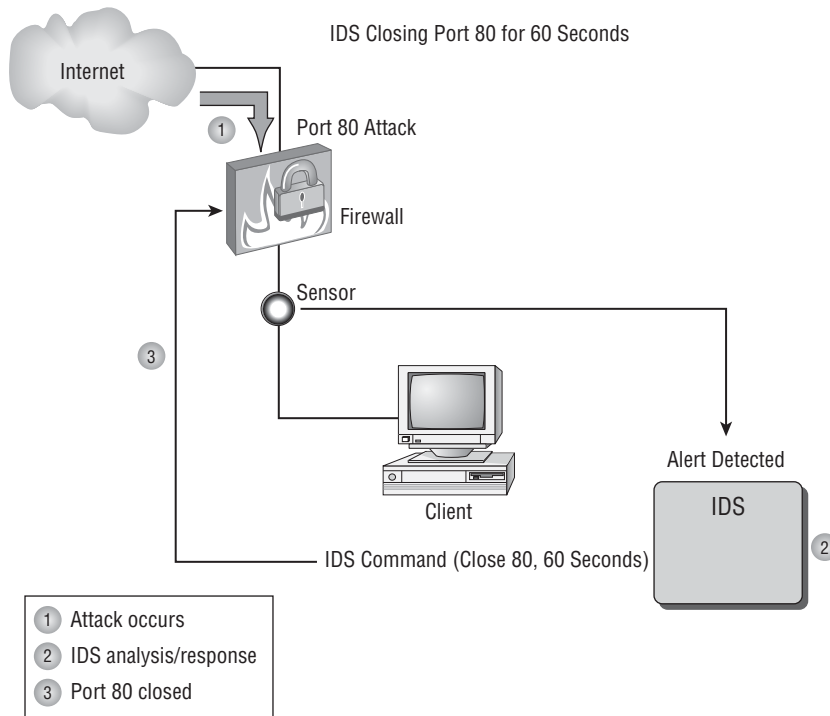 IDS Closing Port 80 for 60 Seconds
Internet
1
Port 80 Attack
Firewall
Sensor
3
Alert Detected
IDS
2
Client
IDS Command (Close 80, 60 Seconds)
1 Attack occurs
2 IDS analysis/response
3 Port 80 closed